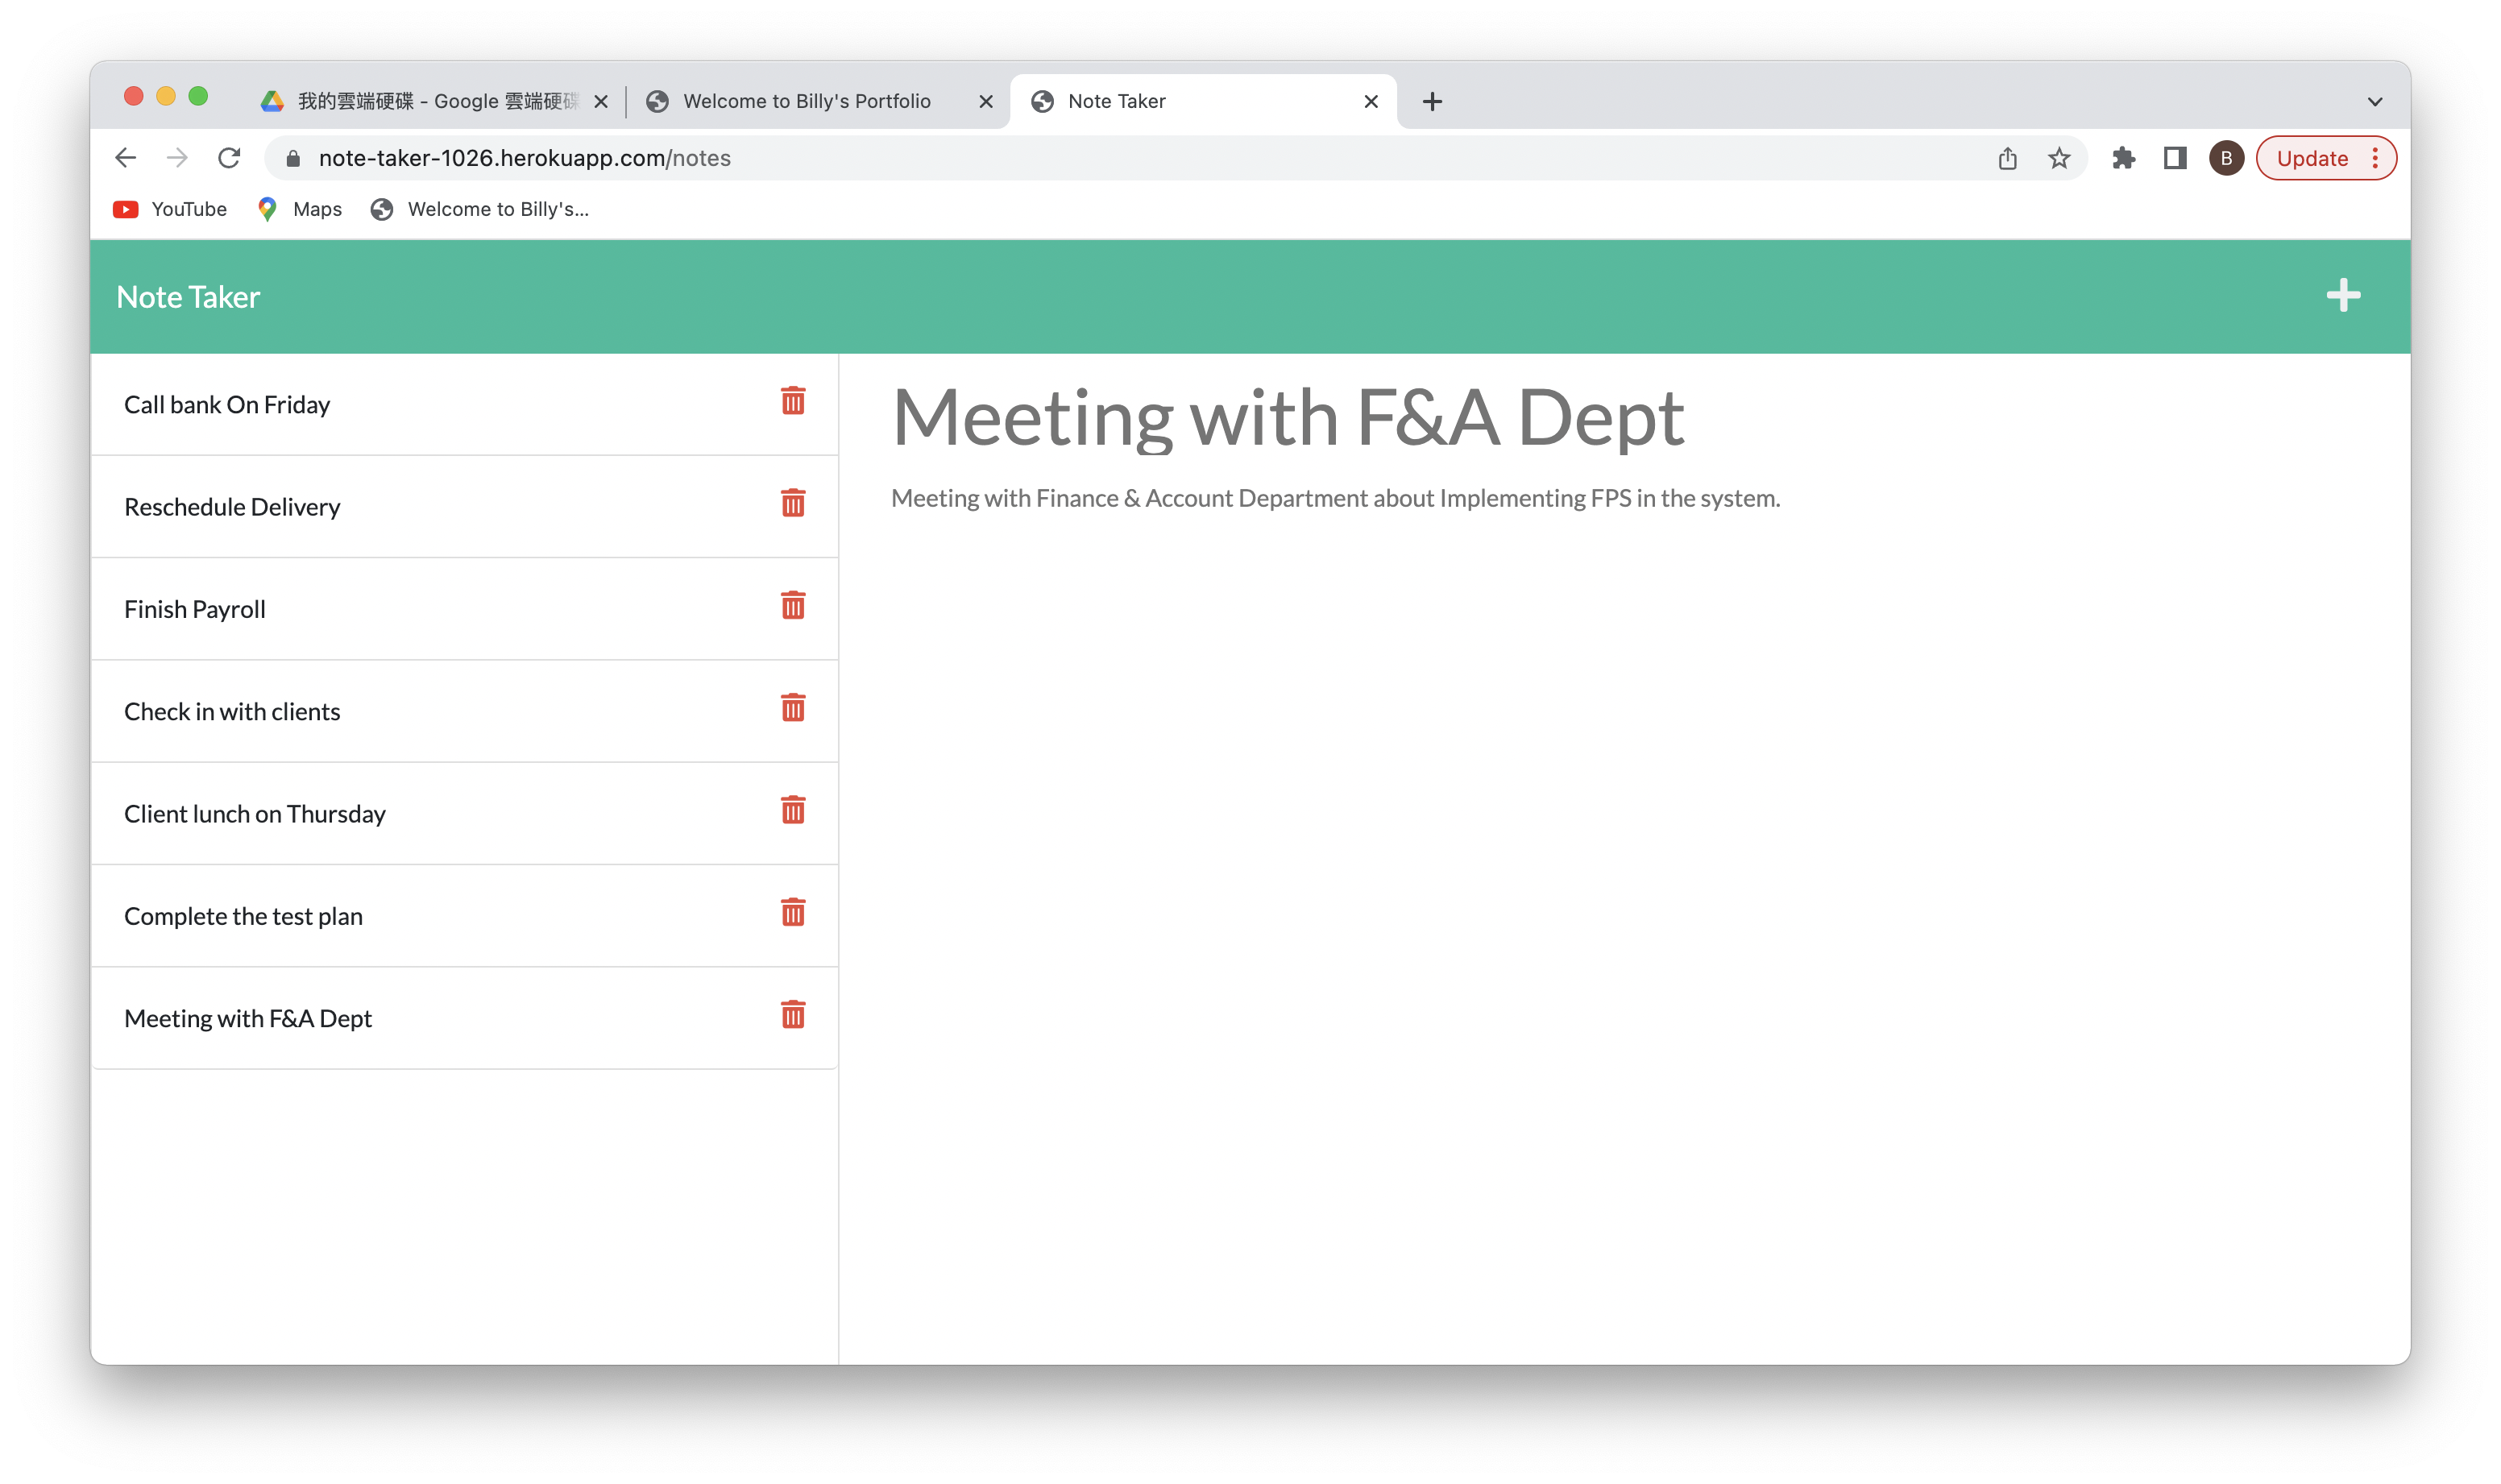 我的雲端硬碟 - Google 雲端硬碟
Welcome to Billy's Portfolio
Note Taker
note-taker-1026.herokuapp.com/notes
B
Update
YouTube
Maps
Welcome to Billy's...
Note Taker
Call bank On Friday
Reschedule Delivery
Finish Payroll
Check in with clients
Client lunch on Thursday
Complete the test plan
Meeting with F&A Dept
Meeting with F&A Dept
Meeting with Finance & Account Department about Implementing FPS in the system.